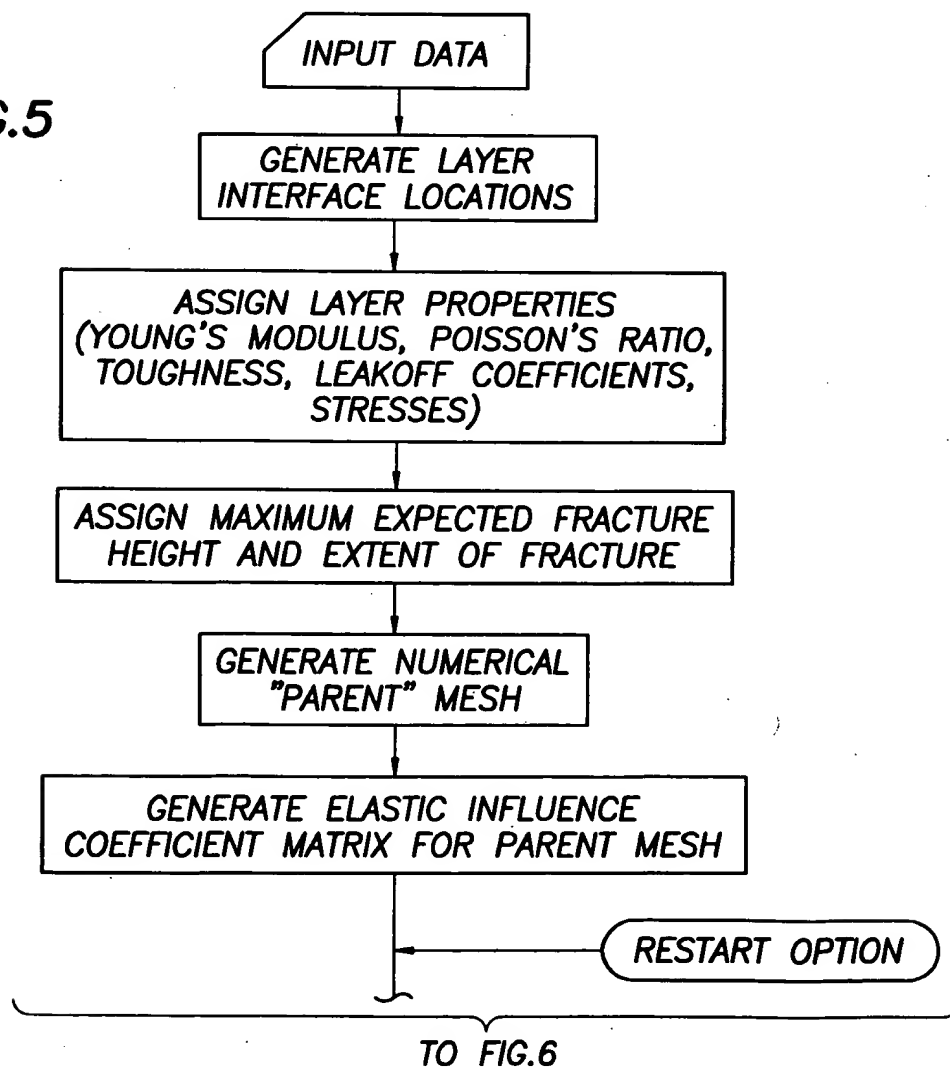 INPUT DATA
G.5
GENERATE LAYER
INTERFACE LOCATIONS
ASSIGN LAYER PROPERTIES
(YOUNG'S MODULUS, POISSON'S RATIO,
TOUGHNESS, LEAKOFF COEFFICIENTS,
STRESSES)
ASSIGN MAXIMUM EXPECTED FRACTURE
HEIGHT AND EXTENT OF FRACTURE
GENERATE NUMERICAL
"PARENT" MESH
GENERATE ELASTIC INFLUENCE
COEFFICIENT MATRIX FOR PARENT MESH
RESTART OPTION
TO FIG.6